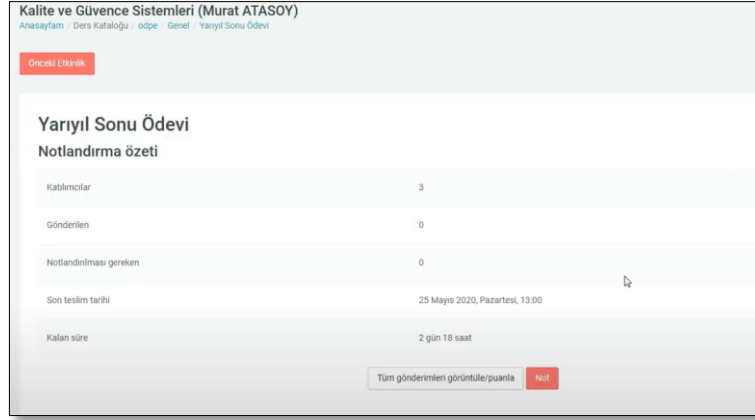 Kalite ve Güvence Sistemleri (Murat ATASOY)
Anasayfam / Ders Kataloğu / odpe / Genel / Yarıyıl Sonu Ödevi
Önceki Etkinlik
Yarıyıl Sonu Ödevi
Notlandırma özeti
Katılımcılar 3
Gönderilen 0
Notlandırılması gereken 0
Son teslim tarihi 25 Mayıs 2020, Pazartesi, 13:00
Kalan süre 2 gün 18 saat
Tüm gönderimleri görüntüle/puanla Not